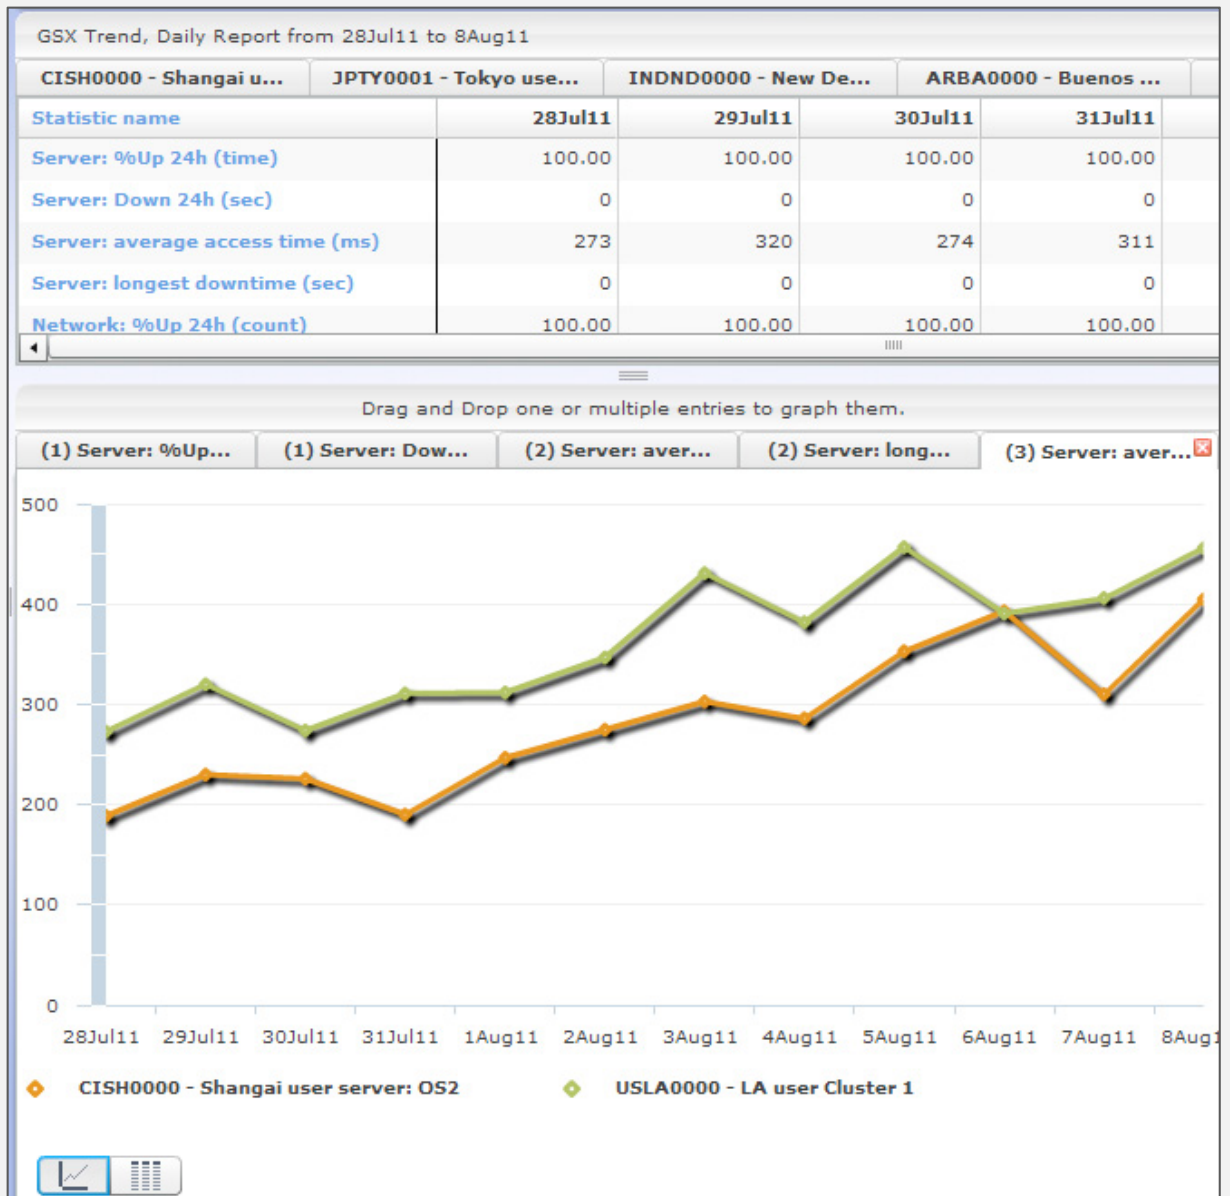 GSX Trend, Daily Report from 28Jul11 to 8Aug11
CISH0000 - Shangai u... JPTY0001 - Tokyo use... INDND0000 - New De... ARBA0000 - Buenos ...
Statistic name 28Jul11 29Jul11 30Jul11 31Jul11
Server: %Up 24h (time) 100.00 100.00 100.00 100.00
Server: Down 24h (sec) 0 0 0 0
Server: average access time (ms) 273 320 274 311
Server: longest downtime (sec) 0 0 0 0
Network: %Up 24h (count) 100.00 100.00 100.00 100.00
Drag and Drop one or multiple entries to graph them.
(1) Server: %Up... (1) Server: Dow... (2) Server: aver... (2) Server: long... (3) Server: aver...
500
400
300
200
100
0
28Jul11 29Jul11 30Jul11 31Jul11 1Aug11 2Aug11 3Aug11 4Aug11 5Aug11 6Aug11 7Aug11 8Aug1
CISH0000 - Shangai user server: OS2 USLA0000 - LA user Cluster 1